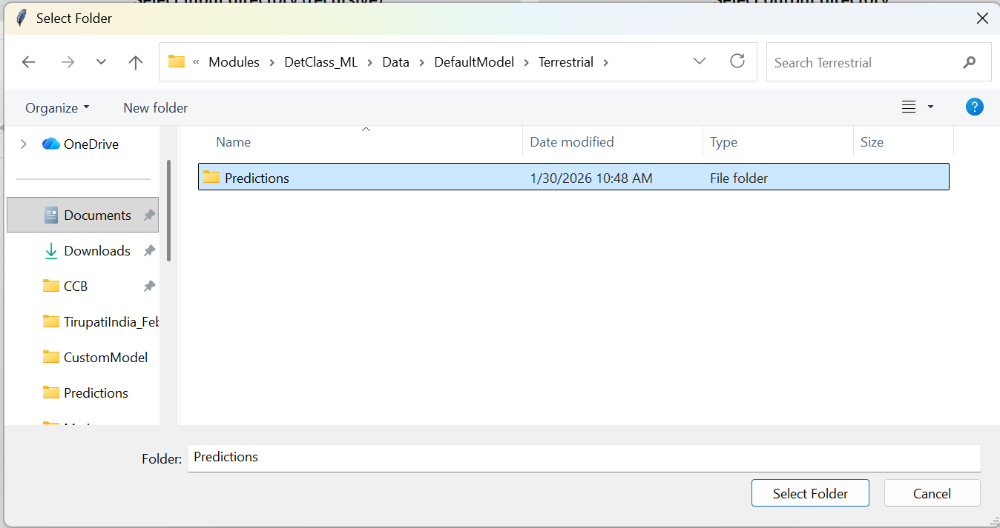 Select Folder
« Modules > DetClass_ML > Data > DefaultModel > Terrestrial >
Search Terrestrial
Organize
New folder
?
OneDrive
Name
Date modified
Type
Size
Predictions
1/30/2026 10:48 AM
File folder
Documents
Downloads
CCB
TirupatiIndia_Feb
CustomModel
Predictions
Folder:
Predictions
Select Folder
Cancel